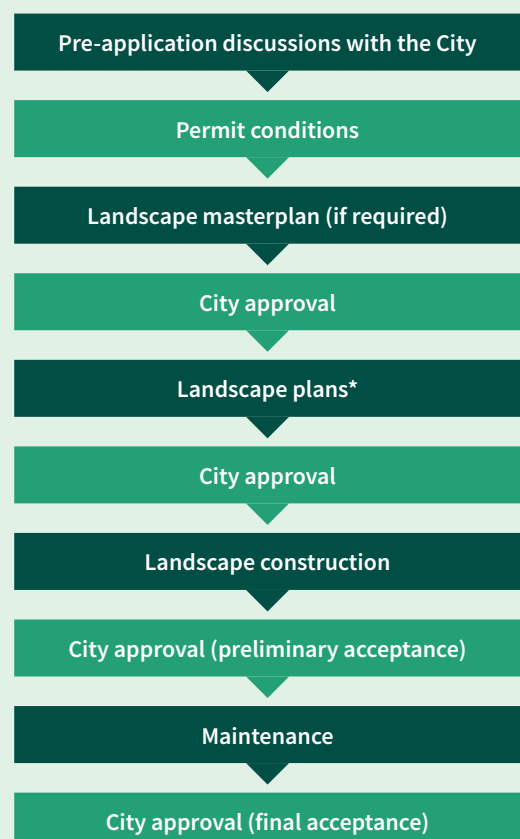 Pre-application discussions with the City
Permit conditions
Landscape masterplan (if required)
City approval
Landscape plans*
City approval
Landscape construction
City approval (preliminary acceptance)
Maintenance
City approval (final acceptance)